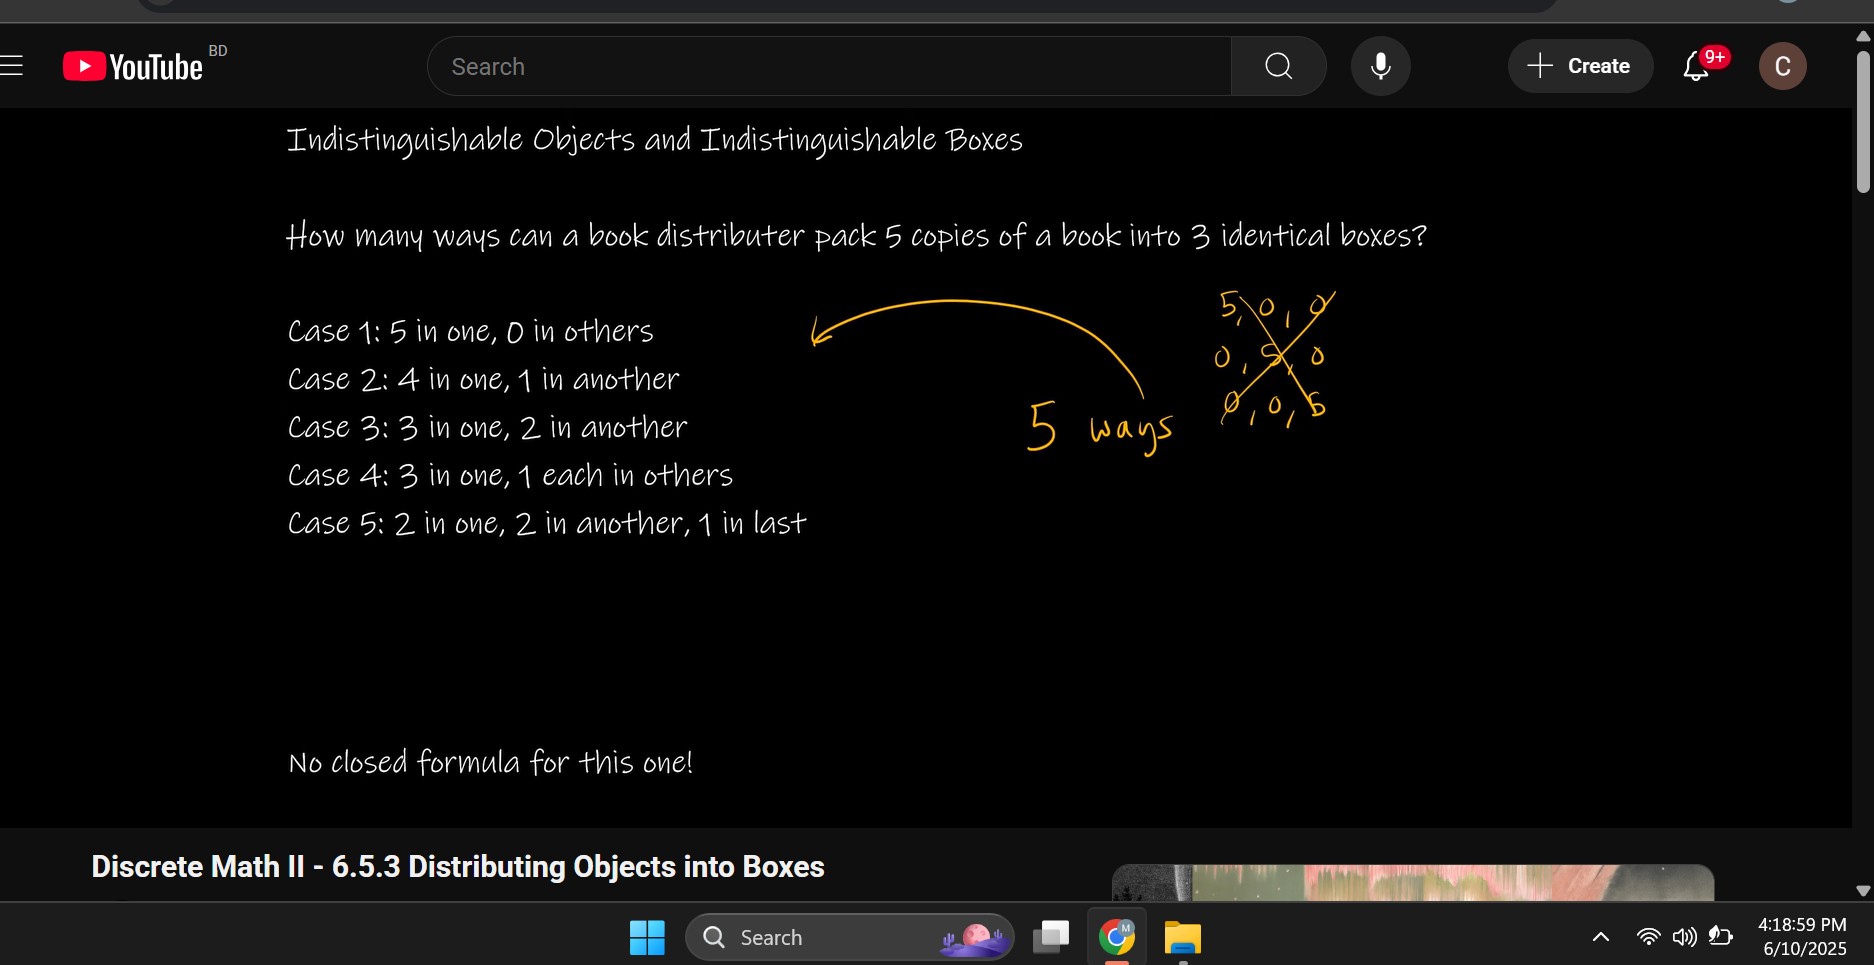 YouTube BD
Search
Create
9+
C
Indistinguishable Objects and Indistinguishable Boxes
How many ways can a book distributer pack 5 copies of a book into 3 identical boxes?
5, 0, 0
Case 1: 5 in one, 0 in others
0, 5, 0
Case 2: 4 in one, 1 in another
0, 0, 5
Case 3: 3 in one, 2 in another
5 ways
Case 4: 3 in one, 1 each in others
Case 5: 2 in one, 2 in another, 1 in last
No closed formula for this one!
Discrete Math II - 6.5.3 Distributing Objects into Boxes
Search
M
4:18:59 PM
6/10/2025